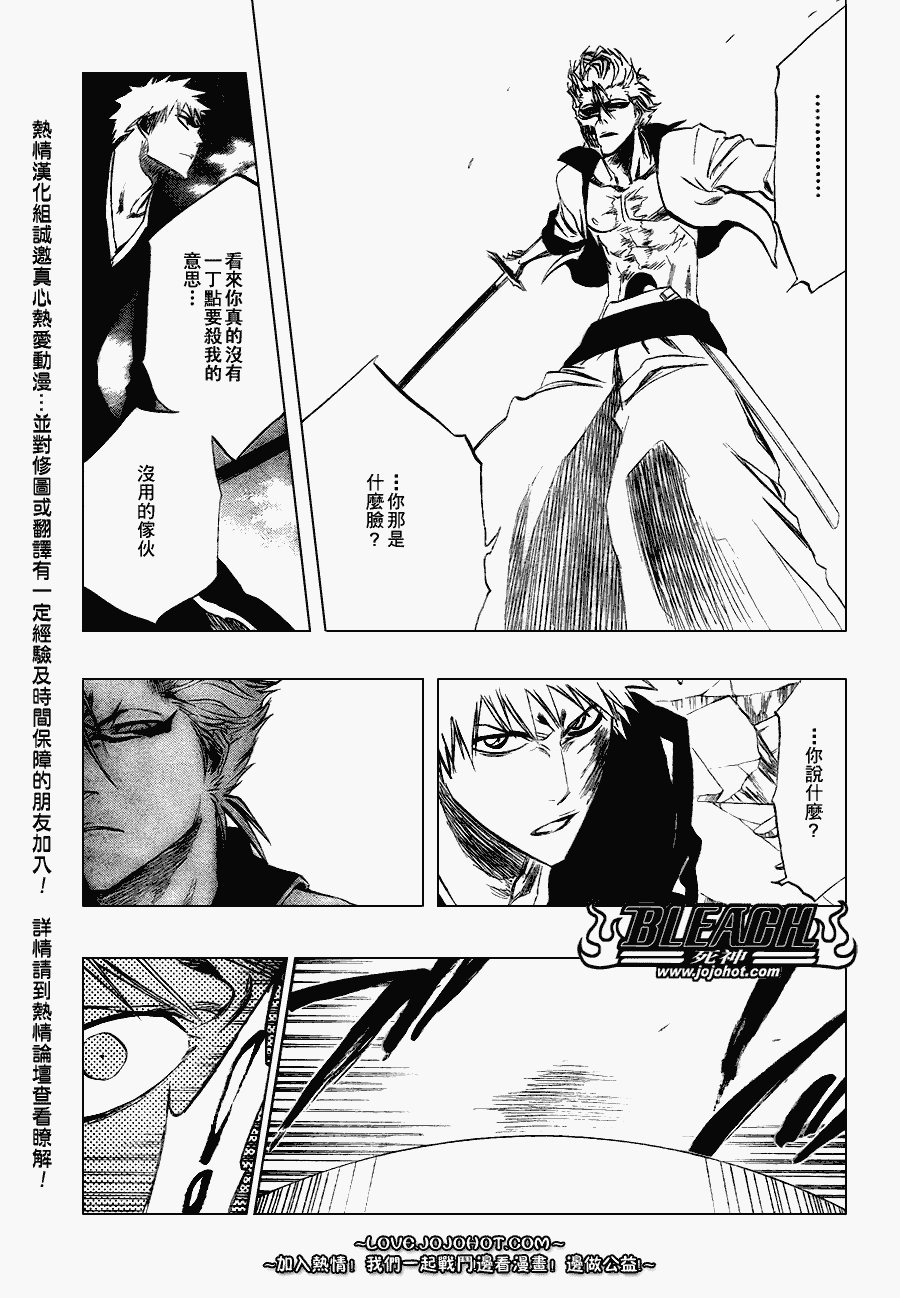 …………
…你那是
什麼臉？
看來你真的沒有
一丁點要殺我的
意思…
沒用的傢伙
…你說什麼？
BLEACH
死神
www.jojohot.com
熱情漢化組誠邀真心熱愛動漫…並對修圖或翻譯有一定經驗及時間保障的朋友加入！ 詳情請到熱情論壇查看瞭解！
~LOVE.JOJOHOT.COM~
~加入熱情！我們一起戰鬥邊看漫畫！邊做公益!~